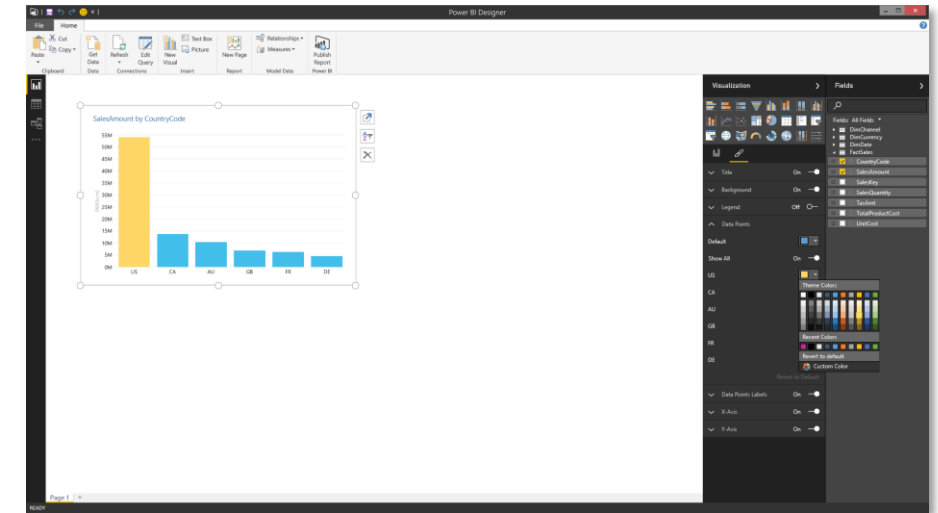 Power BI Designer
File Home
Cut
Copy
Paste
Get Data
Refresh
Edit Query
New Visual
Text Box
Picture
New Page
Relationships
Measures
Publish Report
Clipboard Data Connections Insert Report Model Data Power BI
SalesAmount by CountryCode
55M
50M
45M
40M
35M
30M
25M
20M
15M
10M
5M
0M
US CA AU GB FR DE
Visualization
Title On
Background On
Legend Off
Data Points
Default
Show All On
US
CA
AU
GB
FR
DE
Theme Colors
Recent Colors
Revert to default
Custom Color
Revert to Default
Data Points Labels On
X-Axis On
Y-Axis On
Fields
Fields All Fields
DimChannel
DimCurrency
DimDate
FactSales
CountryCode
SalesAmount
SalesKey
SalesQuantity
TaxAmt
TotalProductCost
UnitCost
Page 1 +
READY